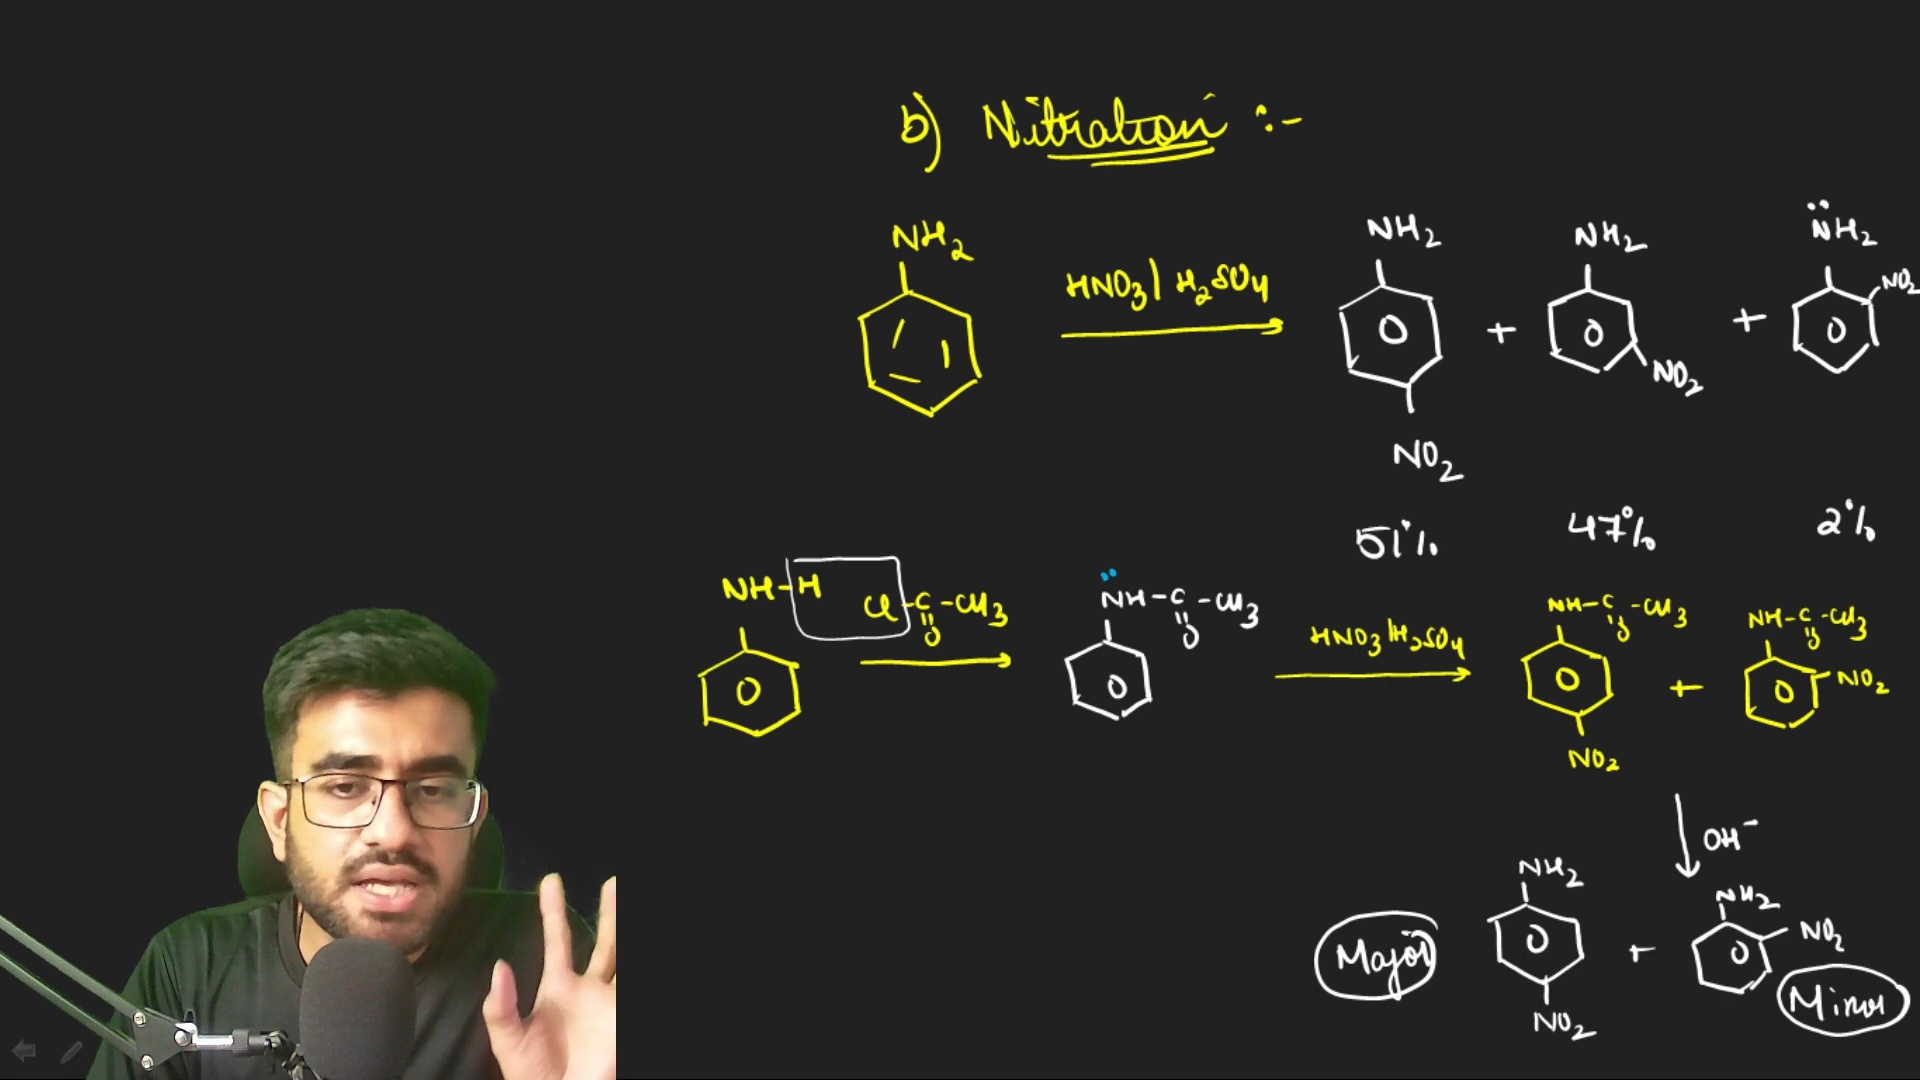 b) Nitration :-
NH2
HNO3 | H2SO4
NH2
NO2
+
NH2
NO2
+
NH2
NO2
51%
47%
2%
NH-H
Cl-C-CH3
O
NH-C-CH3
O
HNO3/H2SO4
NH-C-CH3
O
NO2
+
NH-C-CH3
O
NO2
OH-
Major
NH2
NO2
+
NH2
NO2
Minor